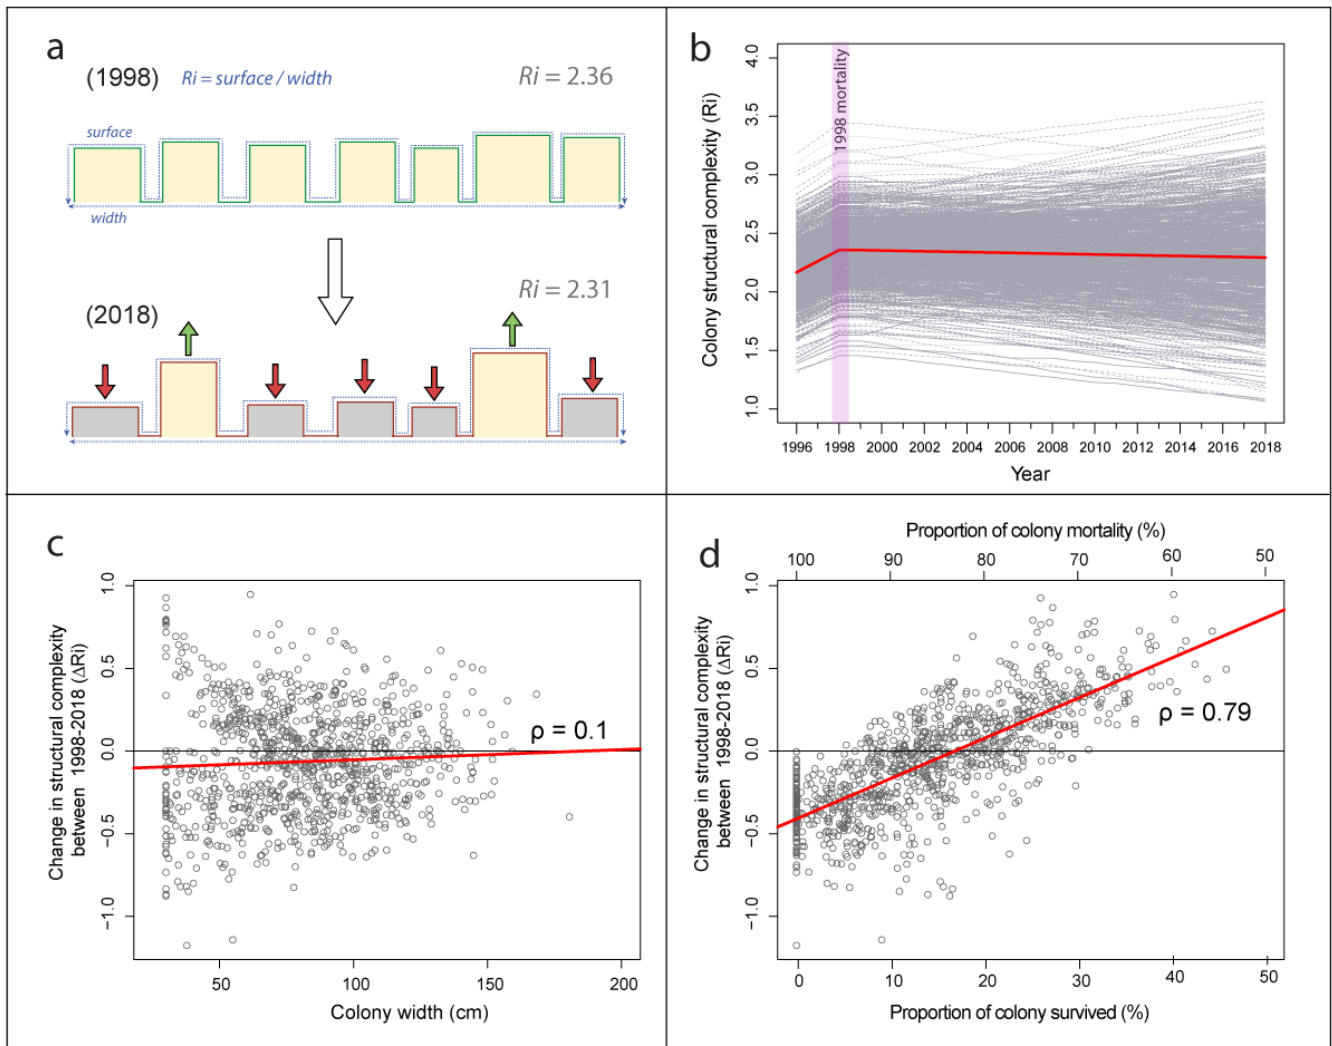 a
(1998) Ri = surface / width Ri = 2.36
surface
width
(2018) Ri = 2.31
b
Colony structural complexity (Ri)
4.0
3.5
3.0
2.5
2.0
1.5
1.0
1998 mortality
1996 1998 2000 2002 2004 2006 2008 2010 2012 2014 2016 2018
Year
c
Change in structural complexity
between 1998-2018 (ΔRi)
1.0
0.5
0.0
−0.5
−1.0
ρ = 0.1
50 100 150 200
Colony width (cm)
d
Proportion of colony mortality (%)
100 90 80 70 60 50
Change in structural complexity
between 1998-2018 (ΔRi)
1.0
0.5
0.0
−0.5
−1.0
ρ = 0.79
0 10 20 30 40 50
Proportion of colony survived (%)